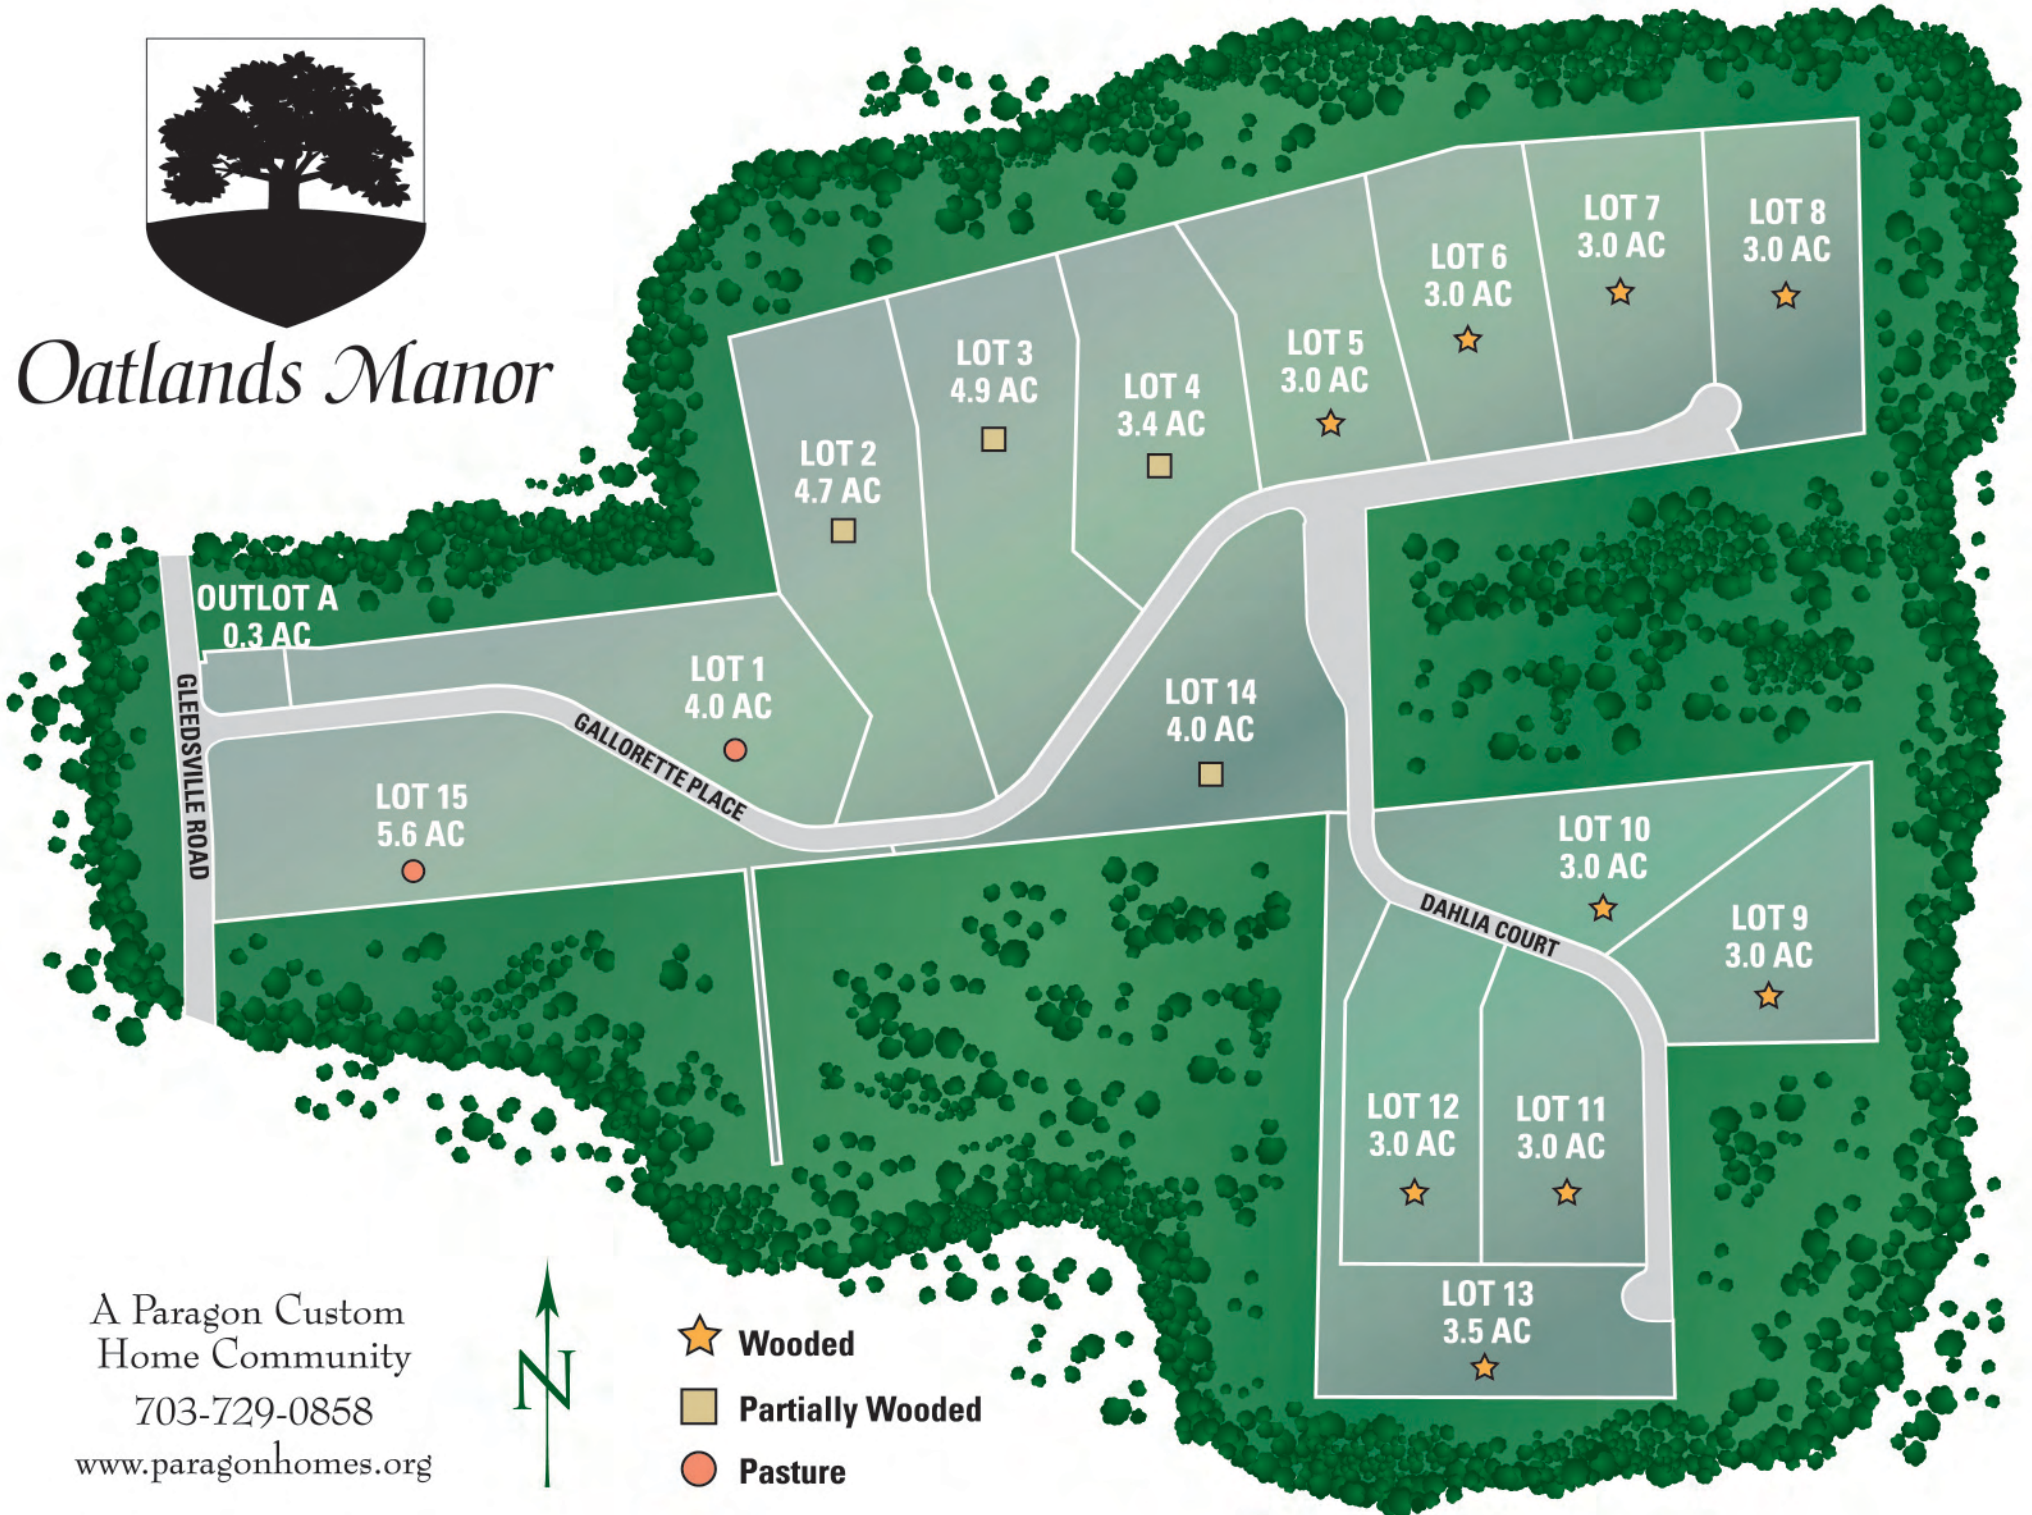 Oatlands Manor
OUTLOT A
0.3 AC
GLEEDSVILLE ROAD
LOT 1
4.0 AC
GALLORETTE PLACE
LOT 15
5.6 AC
LOT 2
4.7 AC
LOT 3
4.9 AC
LOT 4
3.4 AC
LOT 5
3.0 AC
LOT 6
3.0 AC
LOT 7
3.0 AC
LOT 8
3.0 AC
LOT 14
4.0 AC
LOT 10
3.0 AC
LOT 9
3.0 AC
DAHLIA COURT
LOT 12
3.0 AC
LOT 11
3.0 AC
LOT 13
3.5 AC
A Paragon Custom
Home Community
703-729-0858
www.paragonhomes.org
N
Wooded
Partially Wooded
Pasture